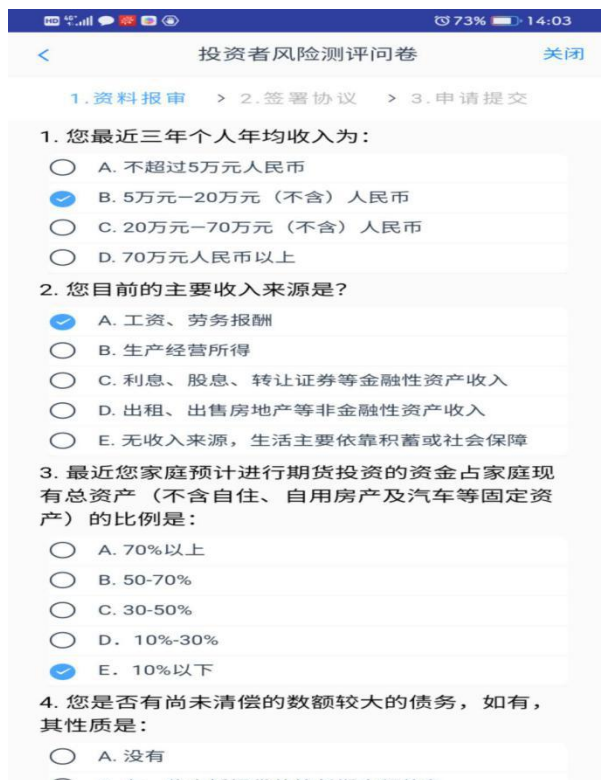 73% 14:03
投资者风险测评问卷 关闭
1.资料报审 > 2.签署协议 > 3.申请提交
1. 您最近三年个人年均收入为：
A. 不超过5万元人民币
B. 5万元—20万元（不含）人民币
C. 20万元—70万元（不含）人民币
D. 70万元人民币以上
2. 您目前的主要收入来源是?
A. 工资、劳务报酬
B. 生产经营所得
C. 利息、股息、转让证券等金融性资产收入
D. 出租、出售房地产等非金融性资产收入
E. 无收入来源，生活主要依靠积蓄或社会保障
3. 最近您家庭预计进行期货投资的资金占家庭现
有总资产（不含自住、自用房产及汽车等固定资
产）的比例是：
A. 70%以上
B. 50-70%
C. 30-50%
D. 10%-30%
E. 10%以下
4. 您是否有尚未清偿的数额较大的债务，如有，
其性质是：
A. 没有